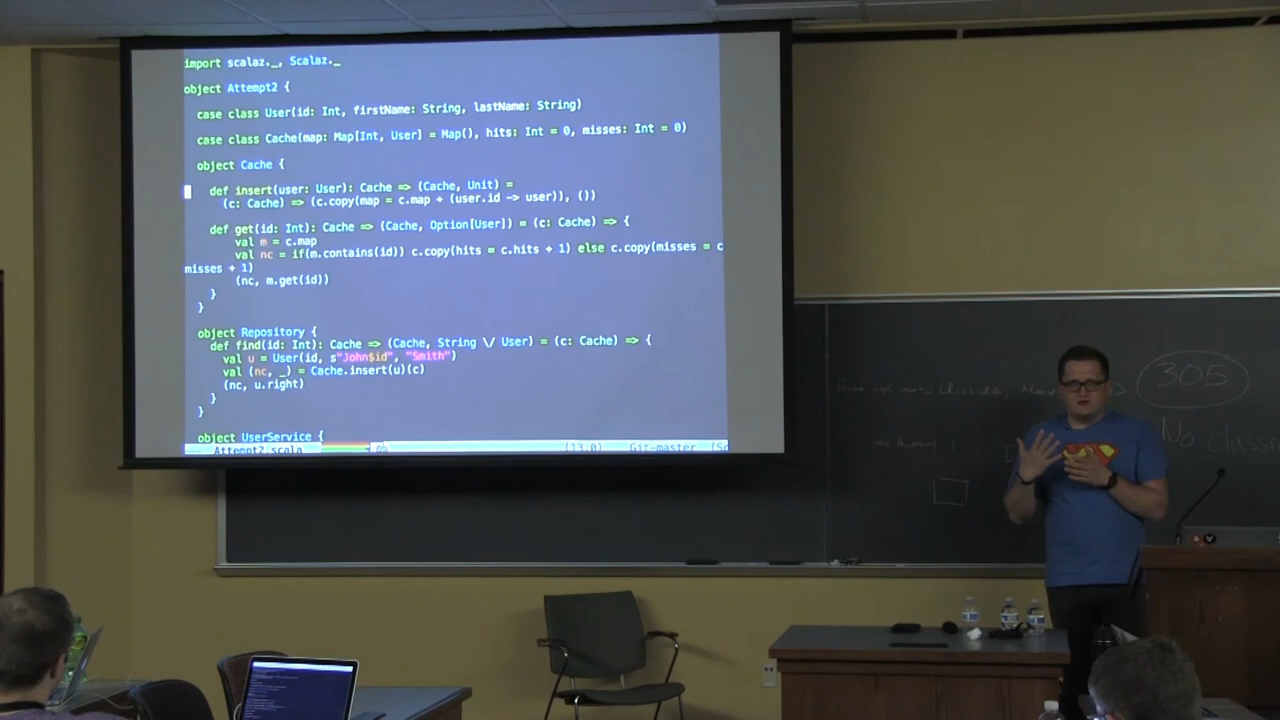 import scalaz._, Scalaz._
object Attempt2 {
case class User(id: Int, firstName: String, lastName: String)
case class Cache(map: Map[Int, User] = Map(), hits: Int = 0, misses: Int = 0)
object Cache {
def insert(user: User): Cache => (Cache, Unit) =
(c: Cache) => (c.copy(map = c.map + (user.id -> user)), ())
def get(id: Int): Cache => (Cache, Option[User]) = (c: Cache) => {
val m = c.map
val nc = if(m.contains(id)) c.copy(hits = c.hits + 1) else c.copy(misses = c
misses + 1)
(nc, m.get(id))
}
}
object Repository {
def find(id: Int): Cache => (Cache, String \/ User) = (c: Cache) => {
val u = User(id, s"John$id", "Smith")
val (nc, _) = Cache.insert(u)(c)
(nc, u.right)
}
}
object UserService {
Attempt2.scala (13,0) Git-master (Sc
305
No classr